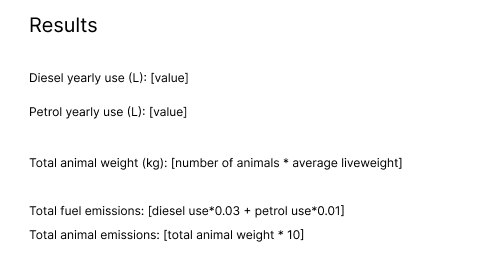 Results
Diesel yearly use (L): [value]
Petrol yearly use (L): [value]
Total animal weight (kg): [number of animals * average liveweight]
Total fuel emissions: [diesel use*0.03 + petrol use*0.01]
Total animal emissions: [total animal weight * 10]